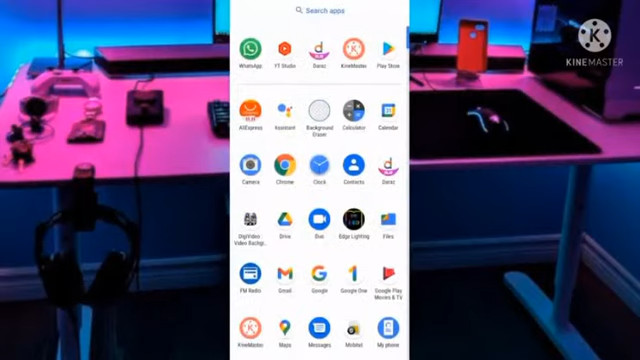 Search apps
KINEMASTER
WhatsApp
YT Studio
Daraz
KineMaster
Play Store
AliExpress
Assistant
Background
Eraser
Calculator
Calendar
Camera
Chrome
Clock
Contacts
Daraz
Video Backgr...
Drive
Duo
Edge Lighting
Files
FM Radio
Gmail
Google
Google One
Google Play
Movies & TV
KineMaster
Maps
Messages
My phone